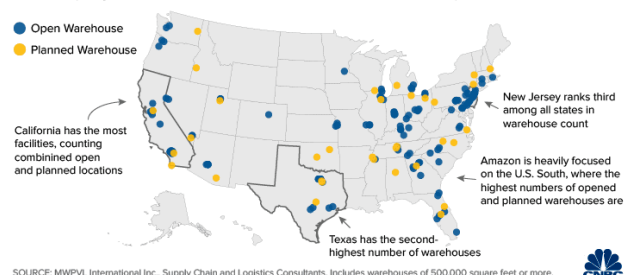 Open Warehouse
Planned Warehouse
California has the most
facilities, counting
combinined open
and planned locations
New Jersey ranks third
among all states in
warehouse count
Amazon is heavily focused
on the U.S. South, where the
highest numbers of opened
and planned warehouses are
Texas has the second-
highest number of warehouses
SOURCE: MWPVL International Inc., Supply Chain and Logistics Consultants. Includes warehouses of 500,000 square feet or more.
CNBC